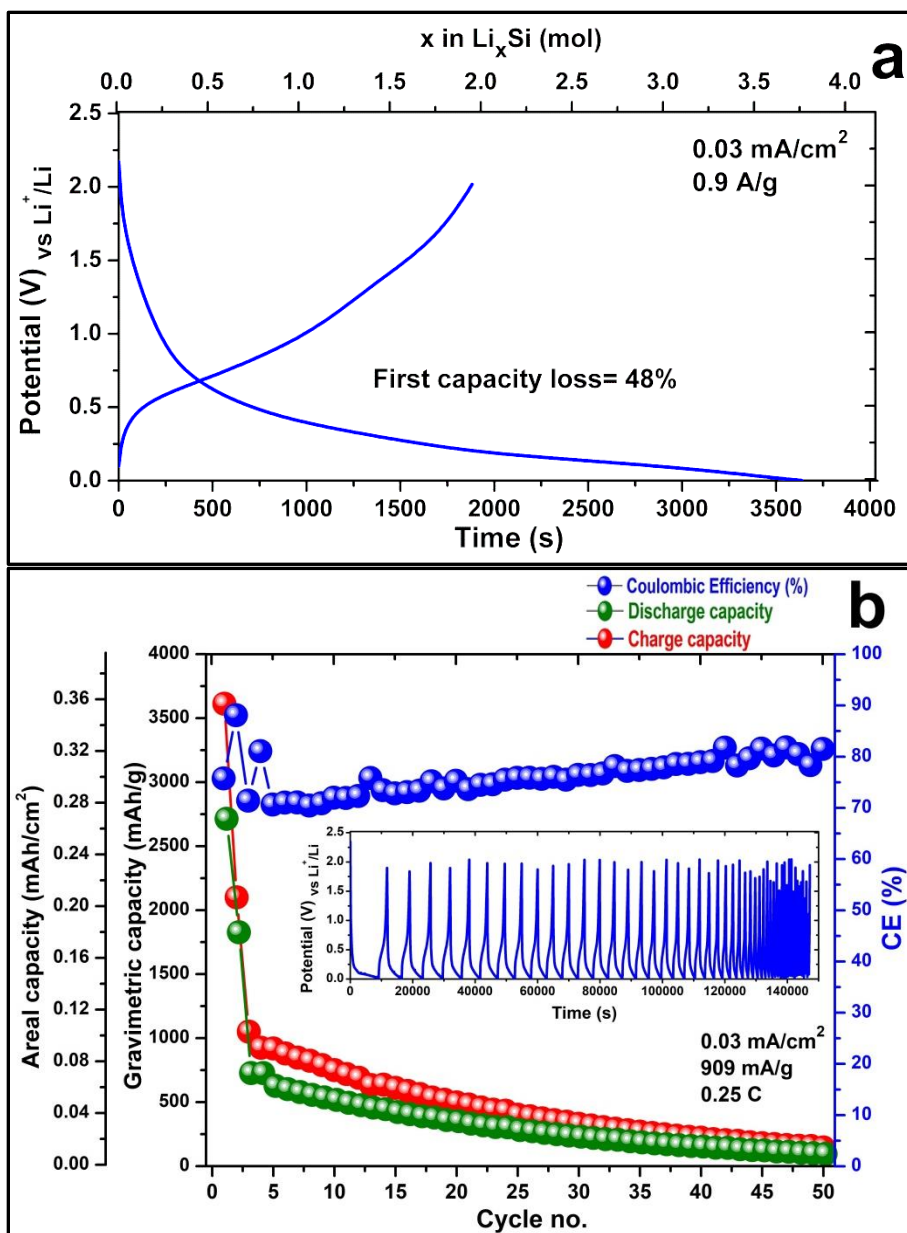 x in LiₓSi (mol)
a
0.0 0.5 1.0 1.5 2.0 2.5 3.0 3.5 4.0
2.5
2.0
1.5
1.0
0.5
0.0
Potential (V) vs Li⁺/Li
0.03 mA/cm²
0.9 A/g
First capacity loss= 48%
0 500 1000 1500 2000 2500 3000 3500 4000
Time (s)
b
Coulombic Efficiency (%)
Discharge capacity
Charge capacity
Areal capacity (mAh/cm²)
0.36
0.32
0.28
0.24
0.20
0.16
0.12
0.08
0.04
0.00
Gravimetric capacity (mAh/g)
4000
3500
3000
2500
2000
1500
1000
500
0
100
90
80
70
60
50
40
30
20
10
0
CE (%)
Potential (V) vs Li⁺/Li
2.5
2.0
1.5
1.0
0.5
0.0
0 20000 40000 60000 80000 100000 120000 140000
Time (s)
0.03 mA/cm²
909 mA/g
0.25 C
0 5 10 15 20 25 30 35 40 45 50
Cycle no.